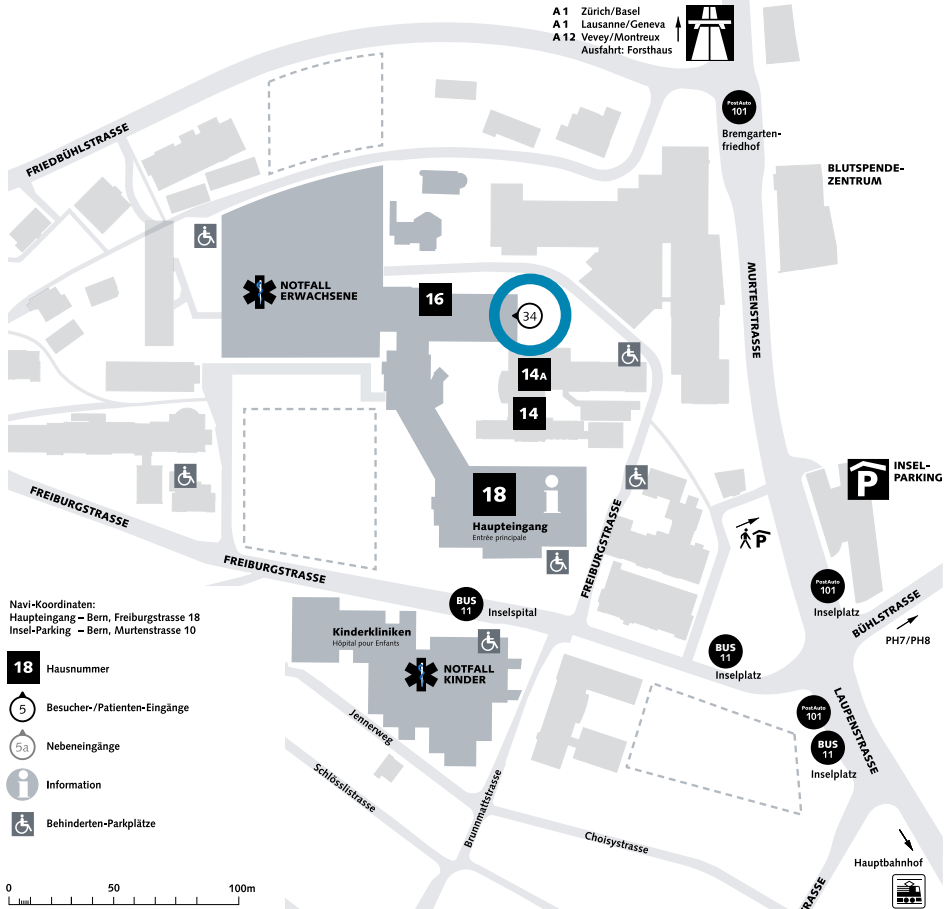 A 1 Zürich/Basel
A 1 Lausanne/Geneva
A 12 Vevey/Montreux
Ausfahrt: Forsthaus
PostAuto
101
Bremgarten-
friedhof
FRIEDBÜHLSTRASSE
BLUTSPENDE-
ZENTRUM
NOTFALL
ERWACHSENE
16
34
MURTENSTRASSE
14A
14
INSEL-
PARKING
P
18
Haupteingang
Entrée principale
FREIBURGSTRASSE
FREIBURGSTRASSE
FREIBURGSTRASSE
P
BUS
11
Inselspital
PostAuto
101
Inselplatz
BÜHLSTRASSE
PH7/PH8
Navi-Koordinaten:
Haupteingang – Bern, Freiburgstrasse 18
Insel-Parking – Bern, Murtenstrasse 10
Kinderkliniken
Hôpital pour Enfants
NOTFALL
KINDER
BUS
11
Inselplatz
18 Hausnummer
5 Besucher-/Patienten-Eingänge
5a Nebeneingänge
Information
Behinderten-Parkplätze
Jennerweg
Schlösslistrasse
Brunnmattstrasse
Choisystrasse
PostAuto
101
BUS
11
Inselplatz
LAUPENSTRASSE
Hauptbahnhof
STRASSE
0 50 100m